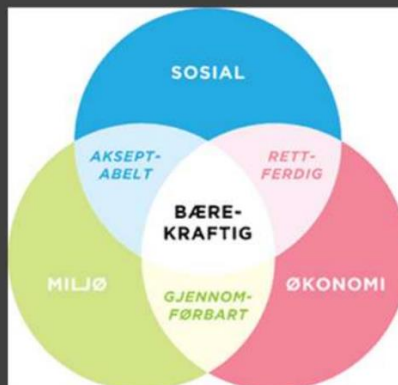 SOSIAL
AKSEPT-
ABELT
RETT-
FERDIG
BÆRE-
KRAFTIG
MILJØ
ØKONOMI
GJENNOM-
FØRBART